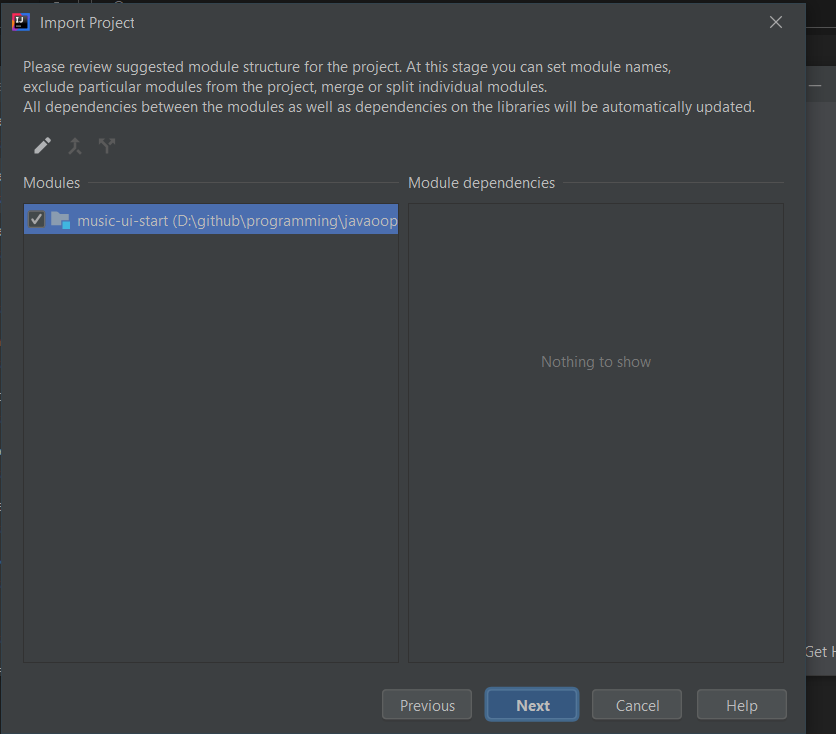 Import Project
Please review suggested module structure for the project. At this stage you can set module names,
exclude particular modules from the project, merge or split individual modules.
All dependencies between the modules as well as dependencies on the libraries will be automatically updated.
Modules
Module dependencies
music-ui-start (D:\github\programming\javaoop
Nothing to show
Get H
Previous
Next
Cancel
Help